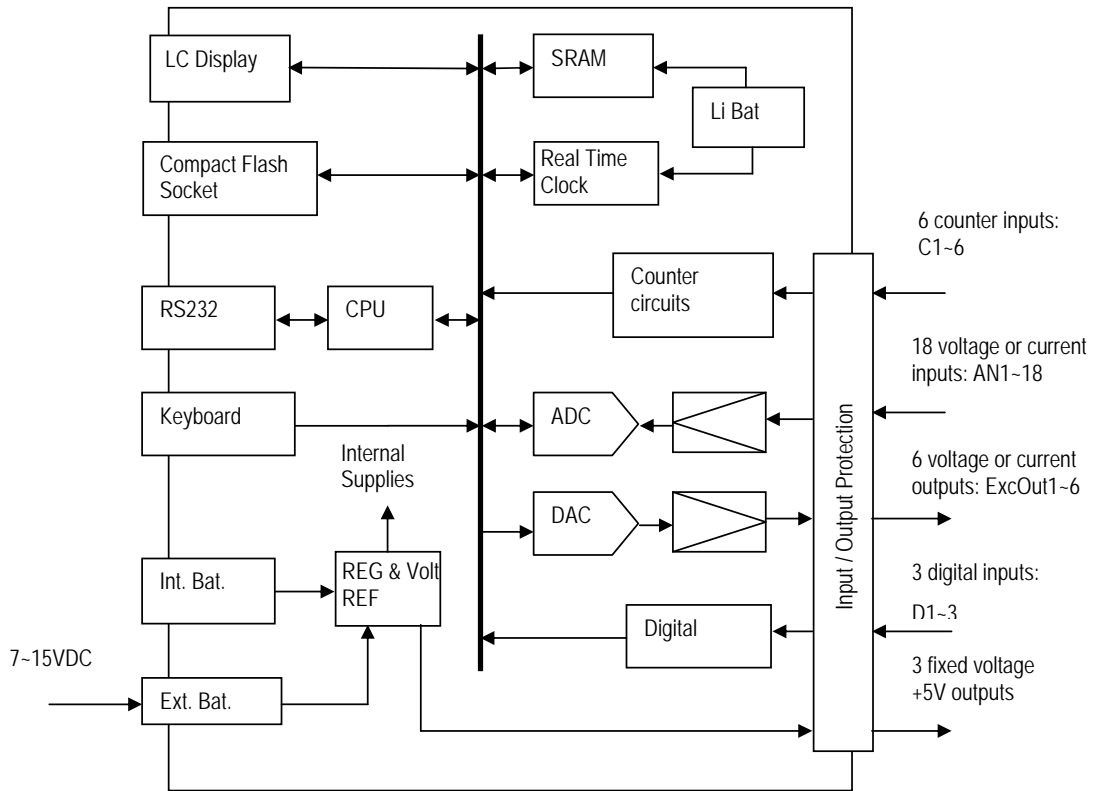 LC Display
SRAM
Li Bat
Compact Flash
Socket
Real Time
Clock
6 counter inputs:
C1~6
Counter
circuits
RS232
CPU
18 voltage or current
inputs: AN1~18
Keyboard
ADC
Internal
Supplies
6 voltage or current
outputs: ExcOut1~6
DAC
Input / Output Protection
Int. Bat.
REG & Volt
REF
3 digital inputs:
D1~3
Digital
7~15VDC
3 fixed voltage
+5V outputs
Ext. Bat.